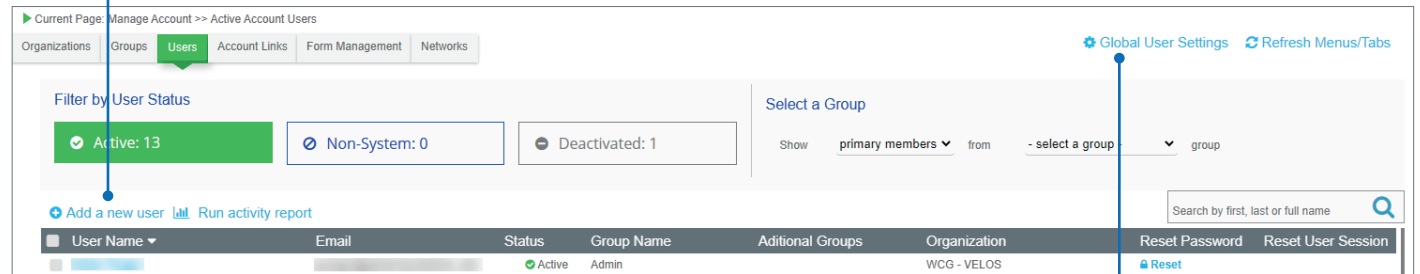 Current Page: Manage Account >> Active Account Users
Organizations Groups Users Account Links Form Management Networks
Global User Settings Refresh Menus/Tabs
Filter by User Status
Active: 13 Non-System: 0 Deactivated: 1
Select a Group
Show primary members from - select a group - group
Add a new user Run activity report
Search by first, last or full name
User Name Email Status Group Name Aditional Groups Organization Reset Password Reset User Session
Active Admin WCG - VELOS Reset